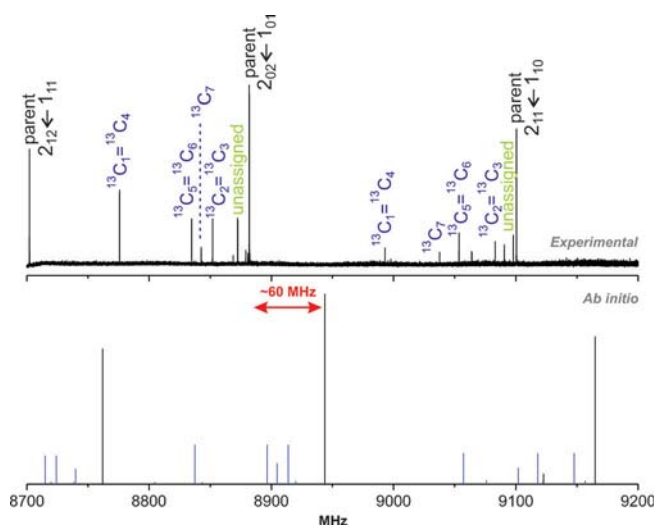 parent
2₁₂← 1₁₁
¹³C₁=¹³C₄
¹³C₅=¹³C₆
¹³C₇
¹³C₂=¹³C₃
unassigned
parent
2₀₂← 1₀₁
¹³C₁=¹³C₄
¹³C₇
¹³C₅=¹³C₆
¹³C₂=¹³C₃
unassigned
parent
2₁₁← 1₁₀
Experimental
~60 MHz
Ab initio
8700 8800 8900 9000 9100 9200
MHz